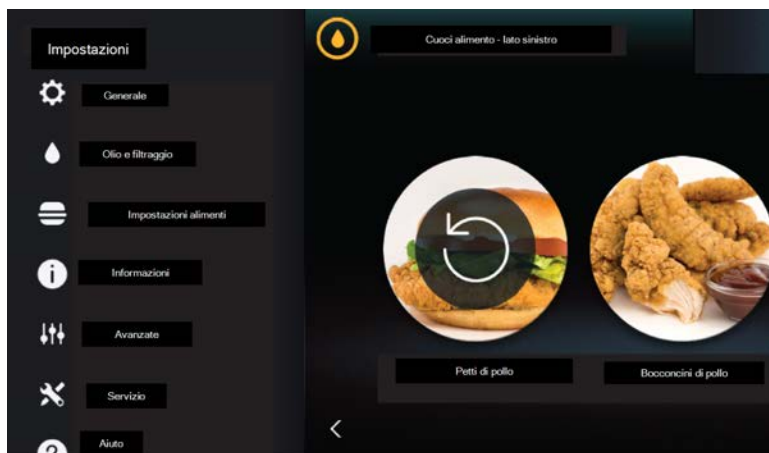 Impostazioni
Generale
Olio e filtraggio
Impostazioni alimenti
Informazioni
Avanzate
Servizio
Aiuto
Cuoci alimento - lato sinistro
Petti di pollo
Bocconcini di pollo